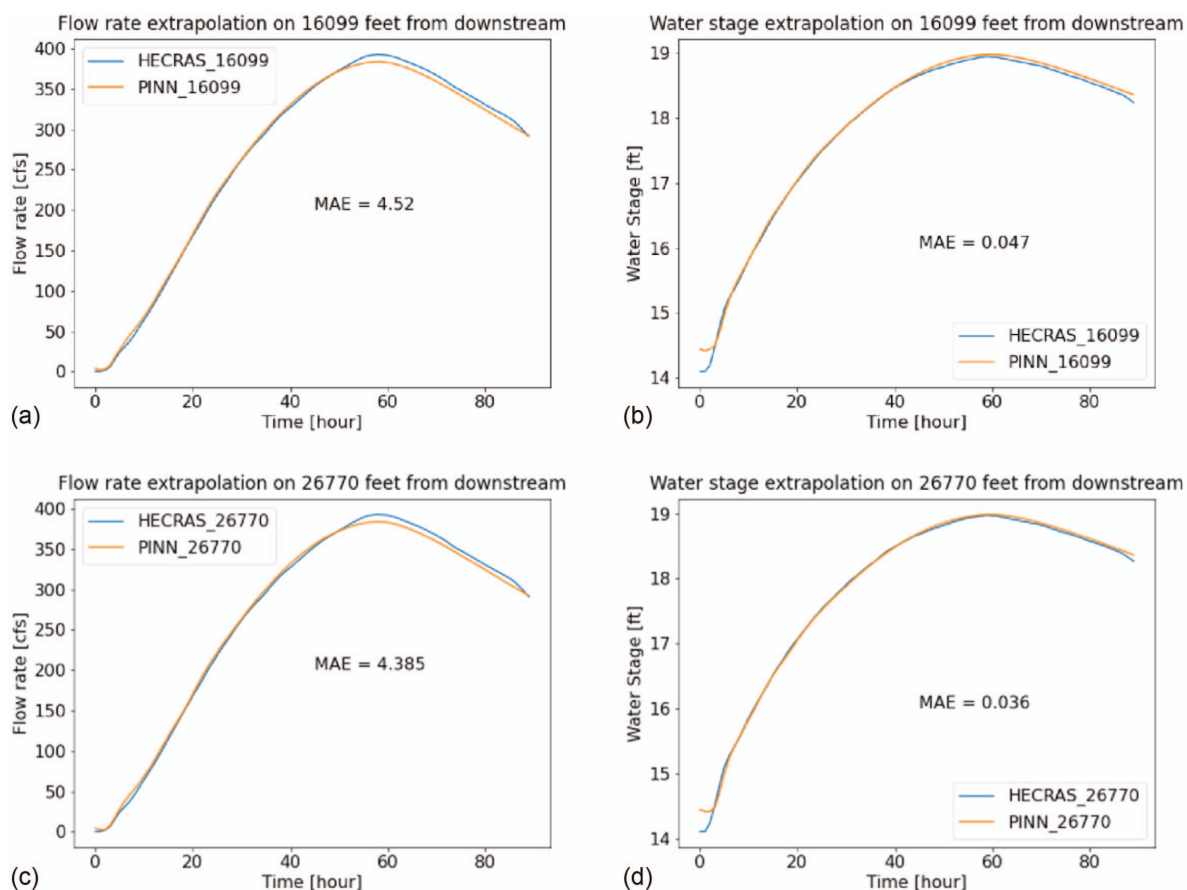 Flow rate extrapolation on 16099 feet from downstream
400
350
300
250
200
150
100
50
0
Flow rate [cfs]
HECRAS_16099
PINN_16099
MAE = 4.52
0 20 40 60 80
Time [hour]
(a)
Water stage extrapolation on 16099 feet from downstream
19
18
17
16
15
14
Water Stage [ft]
MAE = 0.047
HECRAS_16099
PINN_16099
0 20 40 60 80
Time [hour]
(b)
Flow rate extrapolation on 26770 feet from downstream
400
350
300
250
200
150
100
50
0
Flow rate [cfs]
HECRAS_26770
PINN_26770
MAE = 4.385
0 20 40 60 80
Time [hour]
(c)
Water stage extrapolation on 26770 feet from downstream
19
18
17
16
15
14
Water Stage [ft]
MAE = 0.036
HECRAS_26770
PINN_26770
0 20 40 60 80
Time [hour]
(d)